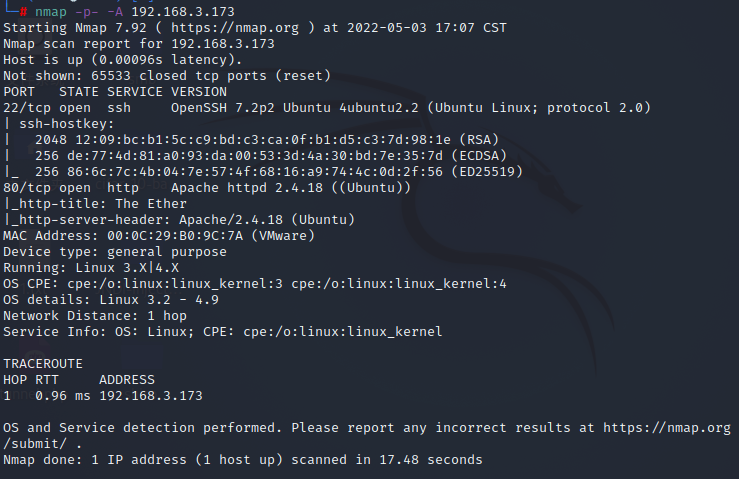 └─# nmap -p- -A 192.168.3.173
Starting Nmap 7.92 ( https://nmap.org ) at 2022-05-03 17:07 CST
Nmap scan report for 192.168.3.173
Host is up (0.00096s latency).
Not shown: 65533 closed tcp ports (reset)
PORT   STATE SERVICE VERSION
22/tcp open  ssh     OpenSSH 7.2p2 Ubuntu 4ubuntu2.2 (Ubuntu Linux; protocol 2.0)
| ssh-hostkey:
|   2048 12:09:bc:b1:5c:c9:bd:c3:ca:0f:b1:d5:c3:7d:98:1e (RSA)
|   256 de:77:4d:81:a0:93:da:00:53:3d:4a:30:bd:7e:35:7d (ECDSA)
|_  256 86:6c:7c:4b:04:7e:57:4f:68:16:a9:74:4c:0d:2f:56 (ED25519)
80/tcp open  http    Apache httpd 2.4.18 ((Ubuntu))
|_http-title: The Ether
|_http-server-header: Apache/2.4.18 (Ubuntu)
MAC Address: 00:0C:29:B0:9C:7A (VMware)
Device type: general purpose
Running: Linux 3.X|4.X
OS CPE: cpe:/o:linux:linux_kernel:3 cpe:/o:linux:linux_kernel:4
OS details: Linux 3.2 - 4.9
Network Distance: 1 hop
Service Info: OS: Linux; CPE: cpe:/o:linux:linux_kernel
TRACEROUTE
HOP RTT     ADDRESS
1   0.96 ms 192.168.3.173
OS and Service detection performed. Please report any incorrect results at https://nmap.org
/submit/ .
Nmap done: 1 IP address (1 host up) scanned in 17.48 seconds